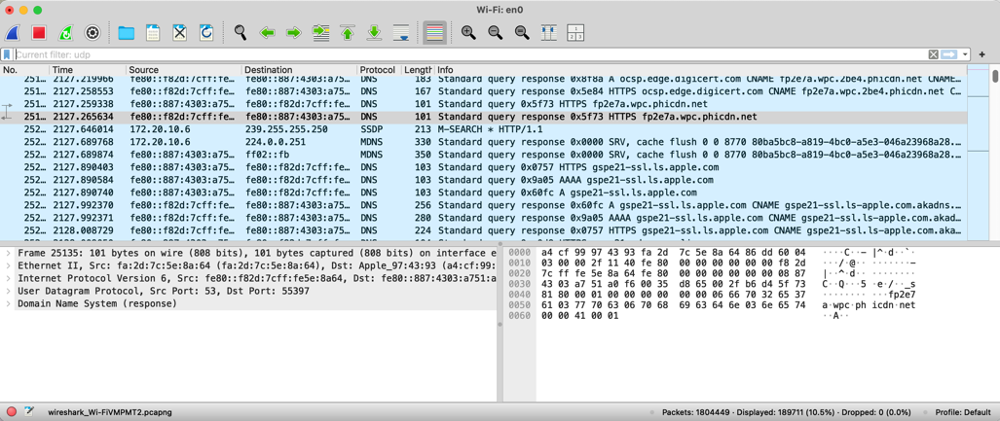 Wi-Fi: en0
Current filter: udp
No. Time Source Destination Protocol Length Info
251… 2127.219966 fe80::f82d:7cff:fe… fe80::887:4303:a75… DNS 183 Standard query response 0x8f8a A ocsp.edge.digicert.com CNAME fp2e7a.wpc.2be4.phicdn.net CNAME…
251… 2127.258553 fe80::f82d:7cff:fe… fe80::887:4303:a75… DNS 167 Standard query response 0x5e84 HTTPS ocsp.edge.digicert.com CNAME fp2e7a.wpc.2be4.phicdn.net C…
251… 2127.259338 fe80::887:4303:a75… fe80::f82d:7cff:fe… DNS 101 Standard query 0x5f73 HTTPS fp2e7a.wpc.phicdn.net
251… 2127.265634 fe80::f82d:7cff:fe… fe80::887:4303:a75… DNS 101 Standard query response 0x5f73 HTTPS fp2e7a.wpc.phicdn.net
252… 2127.646014 172.20.10.6 239.255.255.250 SSDP 213 M-SEARCH * HTTP/1.1
252… 2127.689768 172.20.10.6 224.0.0.251 MDNS 330 Standard query response 0x0000 SRV, cache flush 0 0 8770 80ba5bc8-a819-4bc0-a5e3-046a23968a28.…
252… 2127.689879 fe80::887:4303:a75… ff02::fb MDNS 350 Standard query response 0x0000 SRV, cache flush 0 0 8770 80ba5bc8-a819-4bc0-a5e3-046a23968a28.…
252… 2127.890403 fe80::887:4303:a75… fe80::f82d:7cff:fe… DNS 103 Standard query 0x0757 HTTPS gspe21-ssl.ls.apple.com
252… 2127.890584 fe80::887:4303:a75… fe80::f82d:7cff:fe… DNS 103 Standard query 0x9a05 AAAA gspe21-ssl.ls.apple.com
252… 2127.890740 fe80::887:4303:a75… fe80::f82d:7cff:fe… DNS 103 Standard query 0x60fc A gspe21-ssl.ls.apple.com
252… 2127.992370 fe80::f82d:7cff:fe… fe80::887:4303:a75… DNS 256 Standard query response 0x60fc A gspe21-ssl.ls.apple.com CNAME gspe21-ssl.ls-apple.com.akadns.…
252… 2127.992371 fe80::f82d:7cff:fe… fe80::887:4303:a75… DNS 280 Standard query response 0x9a05 AAAA gspe21-ssl.ls.apple.com CNAME gspe21-ssl.ls-apple.com.akad…
252… 2128.008729 fe80::f82d:7cff:fe… fe80::887:4303:a75… DNS 224 Standard query response 0x0757 HTTPS gspe21-ssl.ls.apple.com CNAME gspe21-ssl.ls-apple.com.aka…
Frame 25135: 101 bytes on wire (808 bits), 101 bytes captured (808 bits) on interface e
Ethernet II, Src: fa:2d:7c:5e:8a:64 (fa:2d:7c:5e:8a:64), Dst: Apple_97:43:93 (a4:cf:99:
Internet Protocol Version 6, Src: fe80::f82d:7cff:fe5e:8a64, Dst: fe80::887:4303:a751:a
User Datagram Protocol, Src Port: 53, Dst Port: 55397
Domain Name System (response)
0000 a4 cf 99 97 43 93 fa 2d 7c 5e 8a 64 86 dd 60 04 ····C··- |^·d··`·
0010 03 00 00 2f 11 40 fe 80 00 00 00 00 00 00 f8 2d ···/·@·· ·······-
0020 7c ff fe 5e 8a 64 fe 80 00 00 00 00 00 00 08 87 |··^·d·· ········
0030 43 03 a7 51 a0 f6 00 35 d8 65 00 2f b6 d4 5f 73 C··Q···5 ·e·/··_s
0040 81 80 00 01 00 00 00 00 00 00 06 66 70 32 65 37 ········ ···fp2e7
0050 61 03 77 70 63 06 70 68 69 63 64 6e 03 6e 65 74 a·wpc·ph icdn·net
0060 00 00 41 00 01 ··A··
wireshark_Wi-FiVMPMT2.pcapng
Packets: 1804449 · Displayed: 189711 (10.5%) · Dropped: 0 (0.0%)
Profile: Default